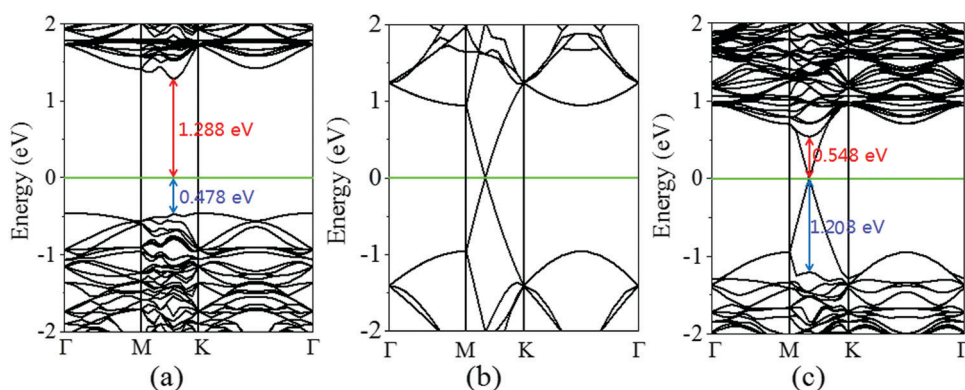 2
1
0
-1
-2
Energy (eV)
1.288 eV
0.478 eV
Γ M K Γ
(a)
2
1
0
-1
-2
Energy (eV)
Γ M K Γ
(b)
2
1
0
-1
-2
Energy (eV)
0.548 eV
1.208 eV
Γ M K Γ
(c)